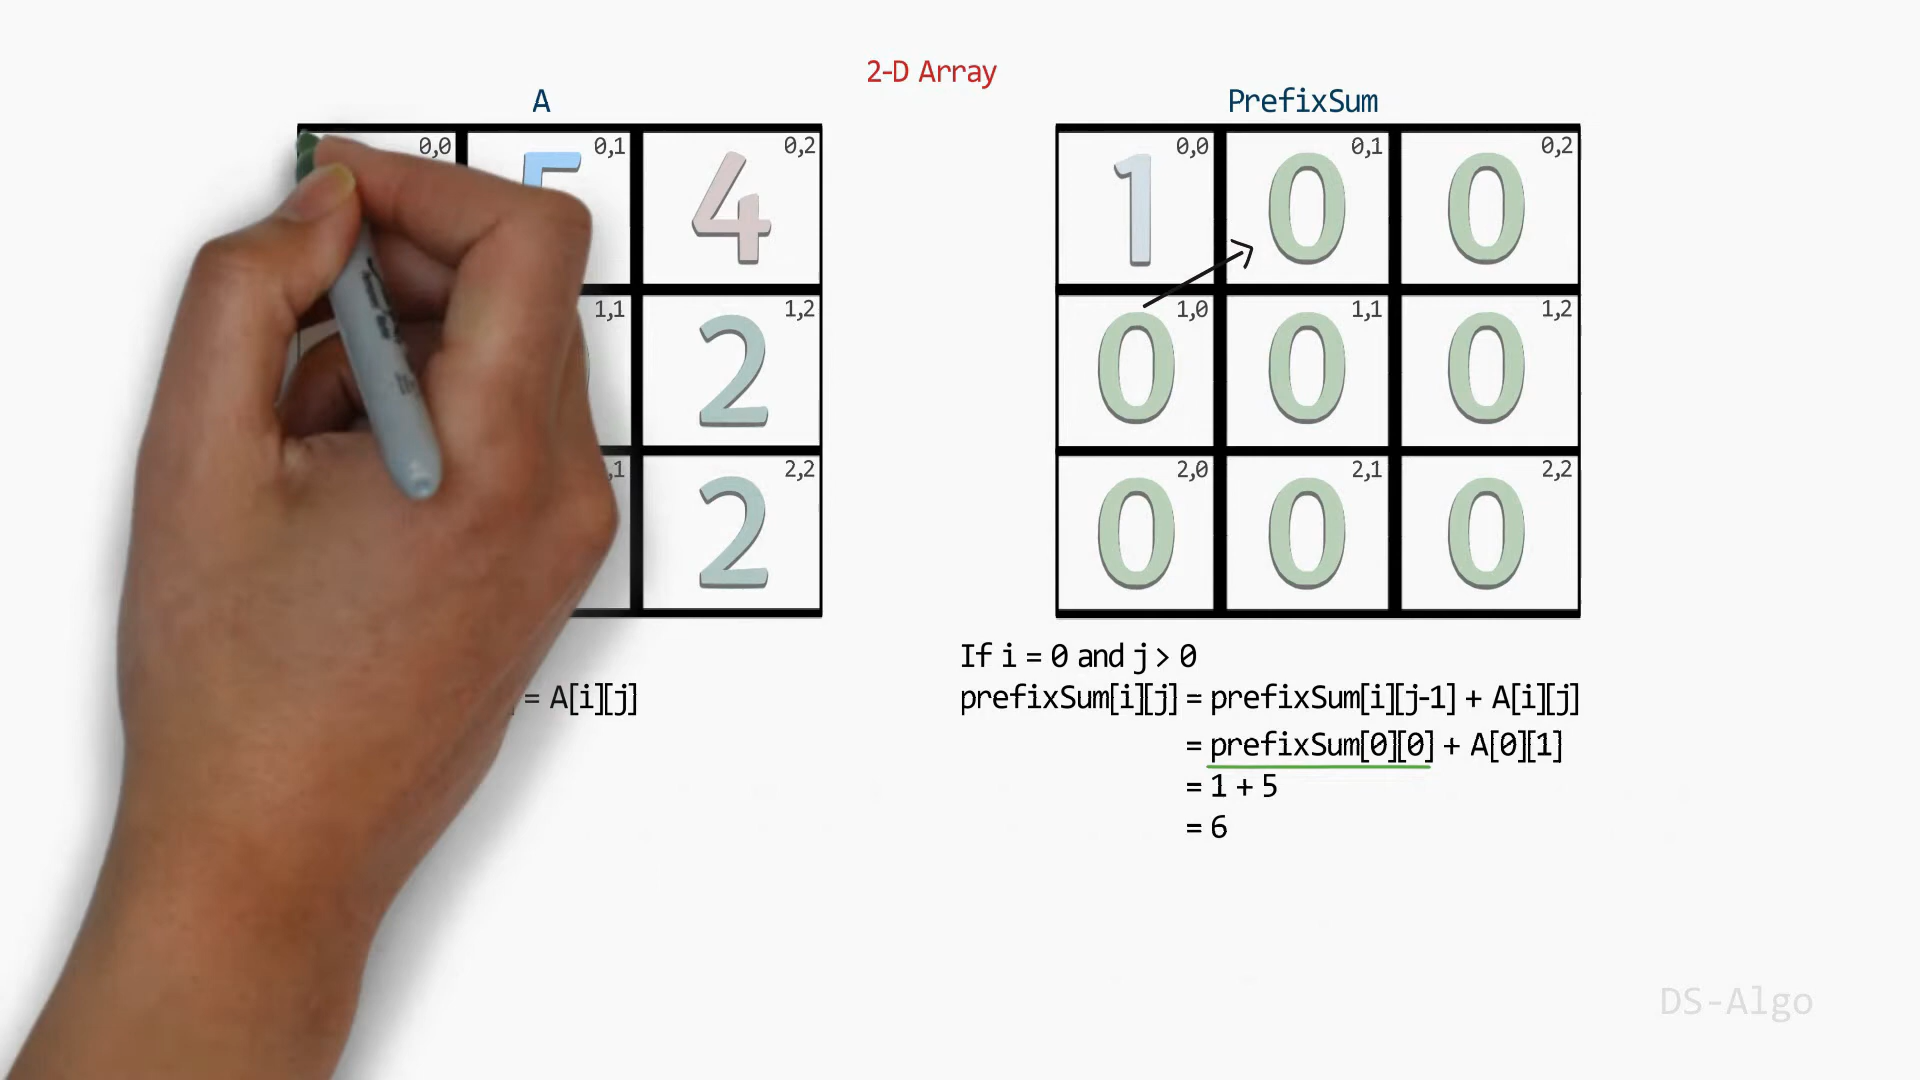 2-D Array
A
PrefixSum
0,0 0,1 0,2
4
0,0 0,1 0,2
1 0 0
1,1 1,2
2
1,0 1,1 1,2
0 0 0
2,2
2
2,0 2,1 2,2
0 0 0
= A[i][j]
If i = 0 and j > 0
prefixSum[i][j] = prefixSum[i][j-1] + A[i][j]
= prefixSum[0][0] + A[0][1]
= 1 + 5
= 6
DS-Algo